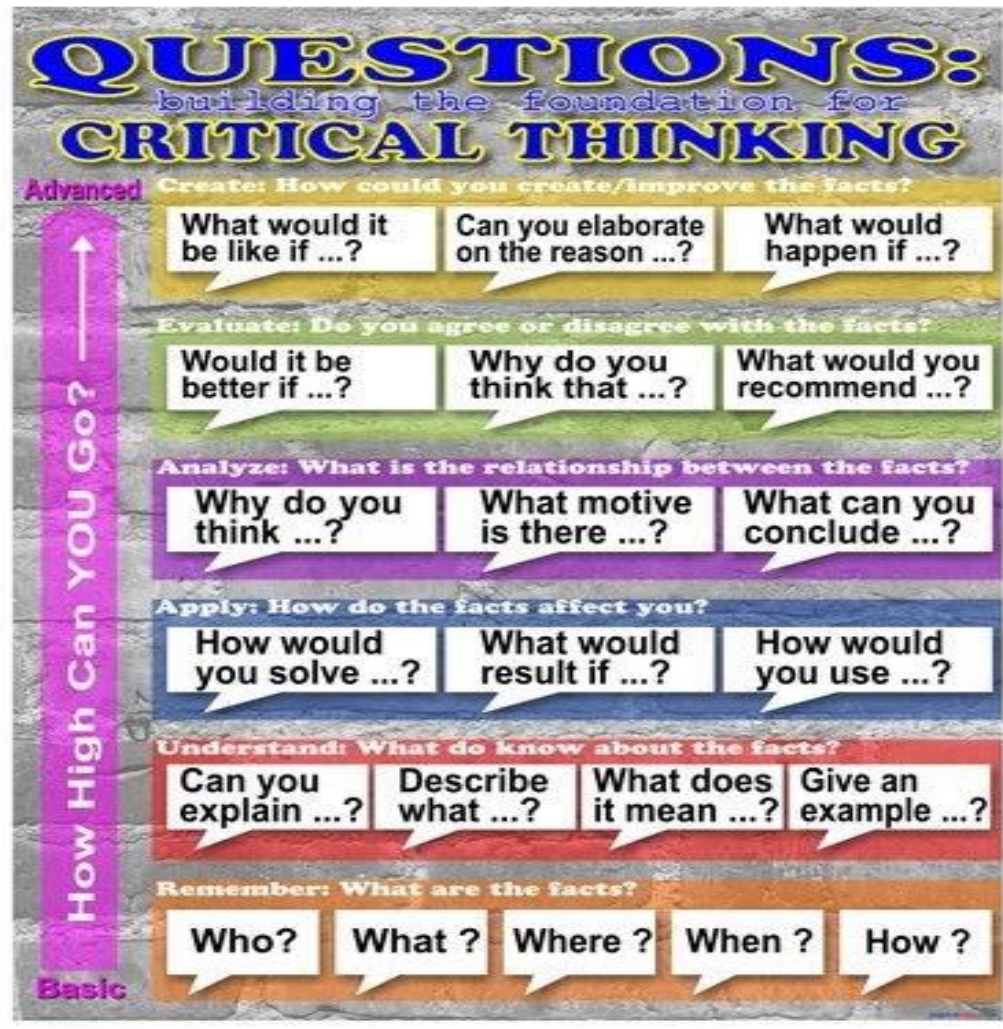 QUESTIONS:
building the foundation for
CRITICAL THINKING
Advanced
How High Can YOU Go?
Basic
Create: How could you create/improve the facts?
What would it
be like if ...?
Can you elaborate
on the reason ...?
What would
happen if ...?
Evaluate: Do you agree or disagree with the facts?
Would it be
better if ...?
Why do you
think that ...?
What would you
recommend ...?
Analyze: What is the relationship between the facts?
Why do you
think ...?
What motive
is there ...?
What can you
conclude ...?
Apply: How do the facts affect you?
How would
you solve ...?
What would
result if ...?
How would
you use ...?
Understand: What do know about the facts?
Can you
explain ...?
Describe
what ...?
What does
it mean ...?
Give an
example ...?
Remember: What are the facts?
Who?
What ?
Where ?
When ?
How ?